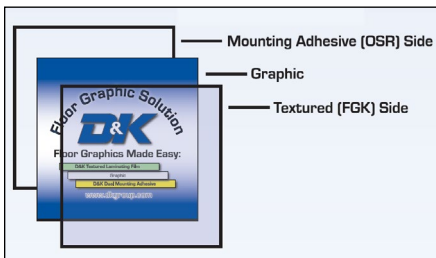 Mounting Adhesive (OSR) Side
Graphic
Textured (FGK) Side
Floor Graphic Solution
D&K
Floor Graphics Made Easy:
D&K Textured Laminating Film
Graphic
D&K Dual Mounting Adhesive
www.dkgroup.com